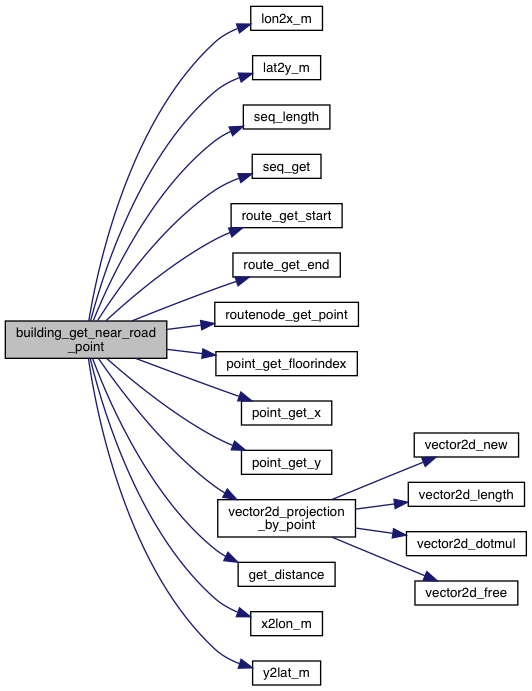 lon2x_m
lat2y_m
seq_length
seq_get
route_get_start
route_get_end
building_get_near_road
_point
routenode_get_point
point_get_floorindex
point_get_x
point_get_y
vector2d_projection
_by_point
get_distance
x2lon_m
y2lat_m
vector2d_new
vector2d_length
vector2d_dotmul
vector2d_free